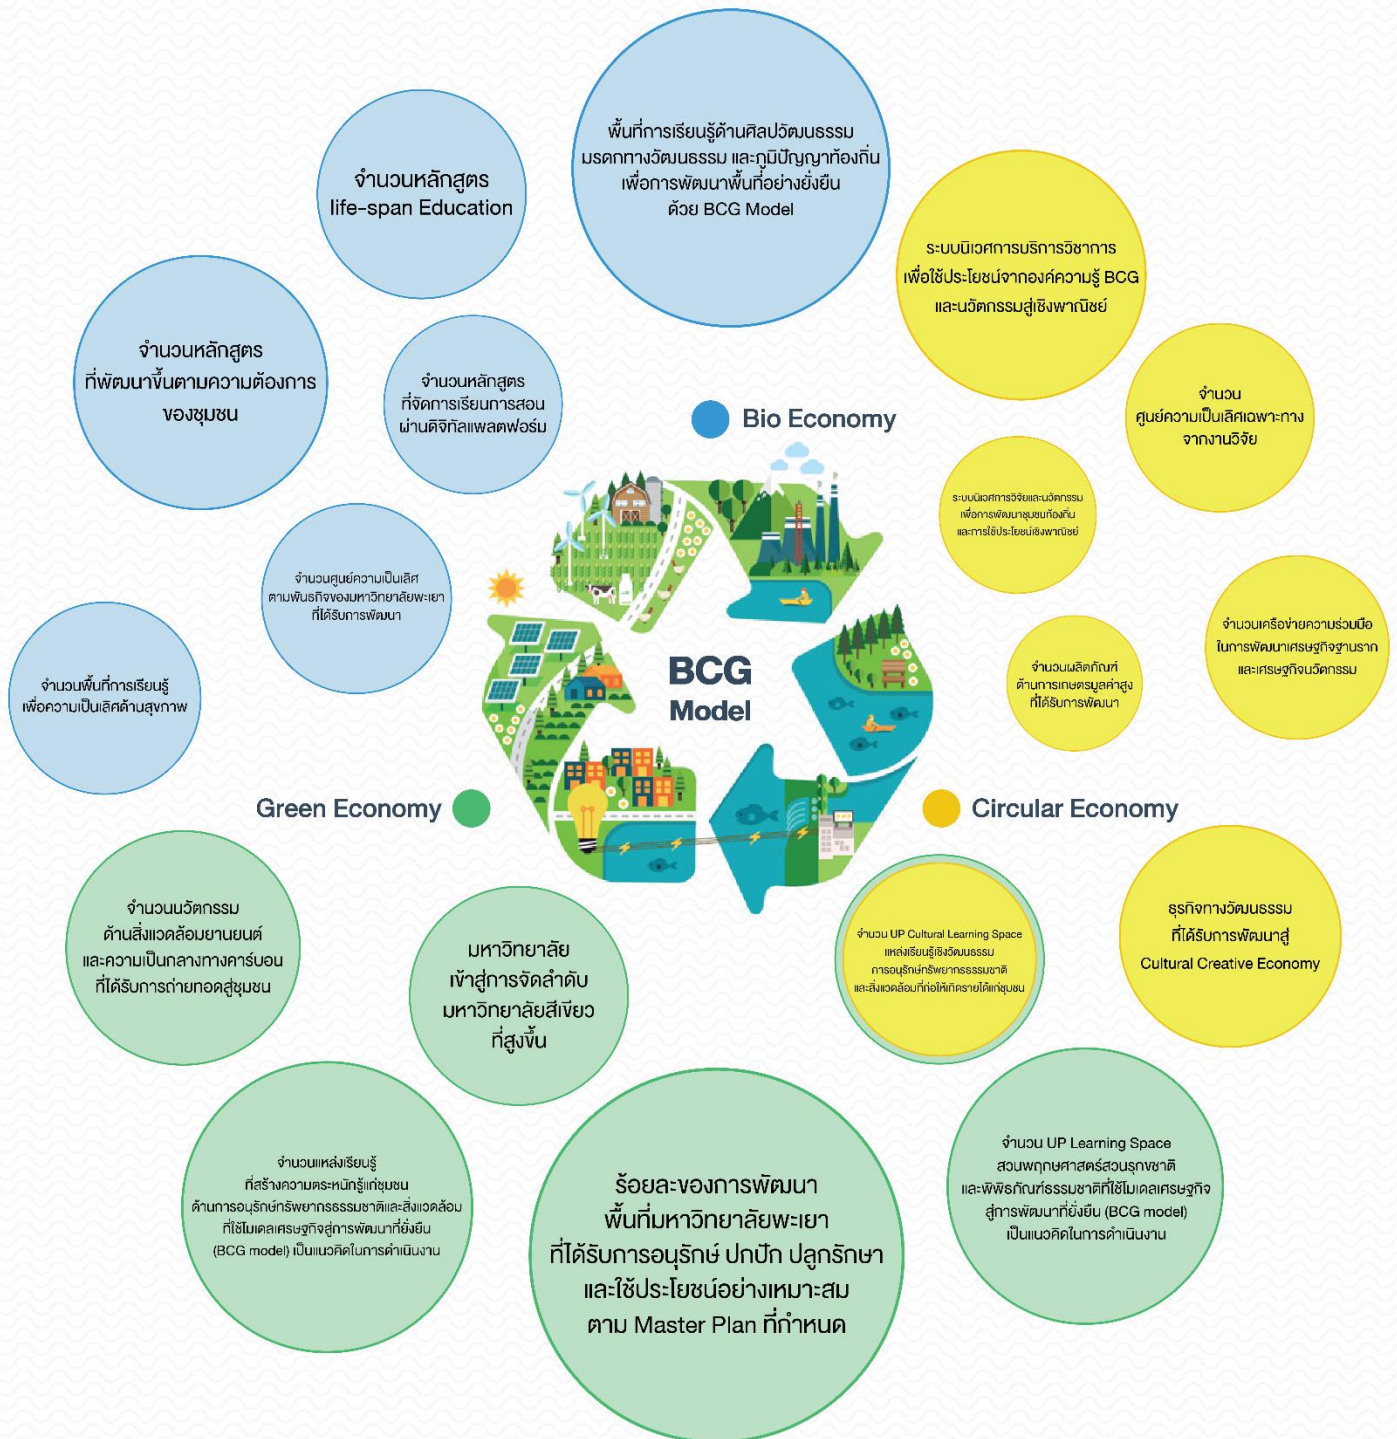 พื้นที่การเรียนรู้ด้านศิลปวัฒนธรรม
มรดกทางวัฒนธรรม และภูมิปัญญาท้องถิ่น
เพื่อการพัฒนาพื้นที่อย่างยั่งยืน
ด้วย BCG Model
จำนวนหลักสูตร
life-span Education
ระบบนิเวศการบริการวิชาการ
เพื่อใช้ประโยชน์จากองค์ความรู้ BCG
และนวัตกรรมสู่เชิงพาณิชย์
จำนวนหลักสูตร
ที่พัฒนาขึ้นตามความต้องการ
ของชุมชน
จำนวนหลักสูตร
ที่จัดการเรียนการสอน
ผ่านดิจิทัลแพลตฟอร์ม
จำนวน
ศูนย์ความเป็นเลิศเฉพาะทาง
จากงานวิจัย
Bio Economy
ระบบนิเวศการวิจัยและนวัตกรรม
เพื่อการพัฒนาชุมชนท้องถิ่น
และการใช้ประโยชน์เชิงพาณิชย์
จำนวนศูนย์ความเป็นเลิศ
ตามพันธกิจของมหาวิทยาลัยพะเยา
ที่ได้รับการพัฒนา
จำนวนเครือข่ายความร่วมมือ
ในการพัฒนาเศรษฐกิจฐานราก
และเศรษฐกิจนวัตกรรม
จำนวนพื้นที่การเรียนรู้
เพื่อความเป็นเลิศด้านสุขภาพ
BCG
Model
จำนวนผลิตภัณฑ์
ด้านการเกษตรมูลค่าสูง
ที่ได้รับการพัฒนา
Green Economy
Circular Economy
จำนวนนวัตกรรม
ด้านสิ่งแวดล้อมยานยนต์
และความเป็นกลางทางคาร์บอน
ที่ได้รับการถ่ายทอดสู่ชุมชน
มหาวิทยาลัย
เข้าสู่การจัดลำดับ
มหาวิทยาลัยสีเขียว
ที่สูงขึ้น
จำนวน UP Cultural Learning Space
แหล่งเรียนรู้เชิงวัฒนธรรม
การอนุรักษ์ทรัพยากรธรรมชาติ
และสิ่งแวดล้อมที่ก่อให้เกิดรายได้แก่ชุมชน
ธุรกิจทางวัฒนธรรม
ที่ได้รับการพัฒนาสู่
Cultural Creative Economy
จำนวนแหล่งเรียนรู้
ที่สร้างความตระหนักรู้แก่ชุมชน
ด้านการอนุรักษ์ทรัพยากรธรรมชาติและสิ่งแวดล้อม
ที่ใช้โมเดลเศรษฐกิจสู่การพัฒนาที่ยั่งยืน
(BCG model) เป็นแนวคิดในการดำเนินงาน
ร้อยละของการพัฒนา
พื้นที่มหาวิทยาลัยพะเยา
ที่ได้รับการอนุรักษ์ ปกปัก ปลูกรักษา
และใช้ประโยชน์อย่างเหมาะสม
ตาม Master Plan ที่กำหนด
จำนวน UP Learning Space
สวนพฤกษศาสตร์สวนรุกขชาติ
และพิพิธภัณฑ์ธรรมชาติที่ใช้โมเดลเศรษฐกิจ
สู่การพัฒนาที่ยั่งยืน (BCG model)
เป็นแนวคิดในการดำเนินงาน